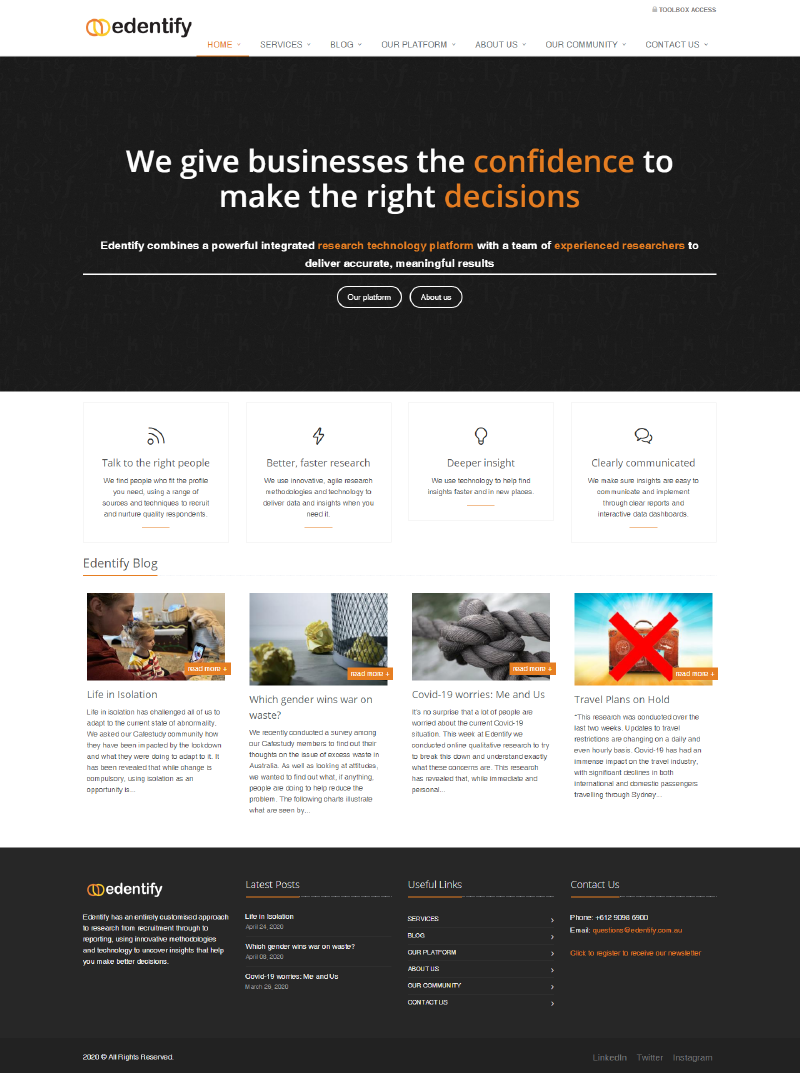 TOOLBOX ACCESS
edentify
HOME
SERVICES
BLOG
OUR PLATFORM
ABOUT US
OUR COMMUNITY
CONTACT US
We give businesses the confidence to
make the right decisions
Edentify combines a powerful integrated research technology platform with a team of experienced researchers to
deliver accurate, meaningful results
Our platform
About us
Talk to the right people
We find people who fit the profile
you need, using a range of
sources and techniques to recruit
and nurture quality respondents.
Better, faster research
We use innovative, agile research
methodologies and technology to
deliver data and insights when you
need it.
Deeper insight
We use technology to help find
insights faster and in new places.
Clearly communicated
We make sure insights are easy to
communicate and implement
through clear reports and
interactive data dashboards.
Edentify Blog
read more +
Life in Isolation
Life in isolation has challenged all of us to
adapt to the current state of abnormality.
We asked our Cafestudy community how
they have been impacted by the lockdown
and what they were doing to adapt to it. It
has been revealed that while change is
compulsory, using isolation as an
opportunity is...
read more +
Which gender wins war on
waste?
We recently conducted a survey among
our Cafestudy members to find out their
thoughts on the issue of excess waste in
Australia. As well as looking at attitudes,
we wanted to find out what, if anything,
people are doing to help reduce the
problem. The following charts illustrate
what are seen by...
read more +
Covid-19 worries: Me and Us
It's no surprise that a lot of people are
worried about the current Covid-19
situation. This week at Edentify we
conducted online qualitative research to try
to break this down and understand exactly
what these concerns are. This research
has revealed that, while immediate and
personal...
read more +
Travel Plans on Hold
*This research was conducted over the
last two weeks. Updates to travel
restrictions are changing on a daily and
even hourly basis. Covid-19 has had an
immense impact on the travel industry,
with significant declines in both
international and domestic passengers
travelling through Sydney...
edentify
Edentify has an entirely customised approach
to research from recruitment through to
reporting, using innovative methodologies
and technology to uncover insights that help
you make better decisions.
Latest Posts
Life in Isolation
April 24, 2020
Which gender wins war on waste?
April 08, 2020
Covid-19 worries: Me and Us
March 26, 2020
Useful Links
SERVICES
BLOG
OUR PLATFORM
ABOUT US
OUR COMMUNITY
CONTACT US
Contact Us
Phone: +612 9098 6900
Email: questions@edentify.com.au
Click to register to receive our newsletter
2020 © All Rights Reserved.
LinkedIn
Twitter
Instagram